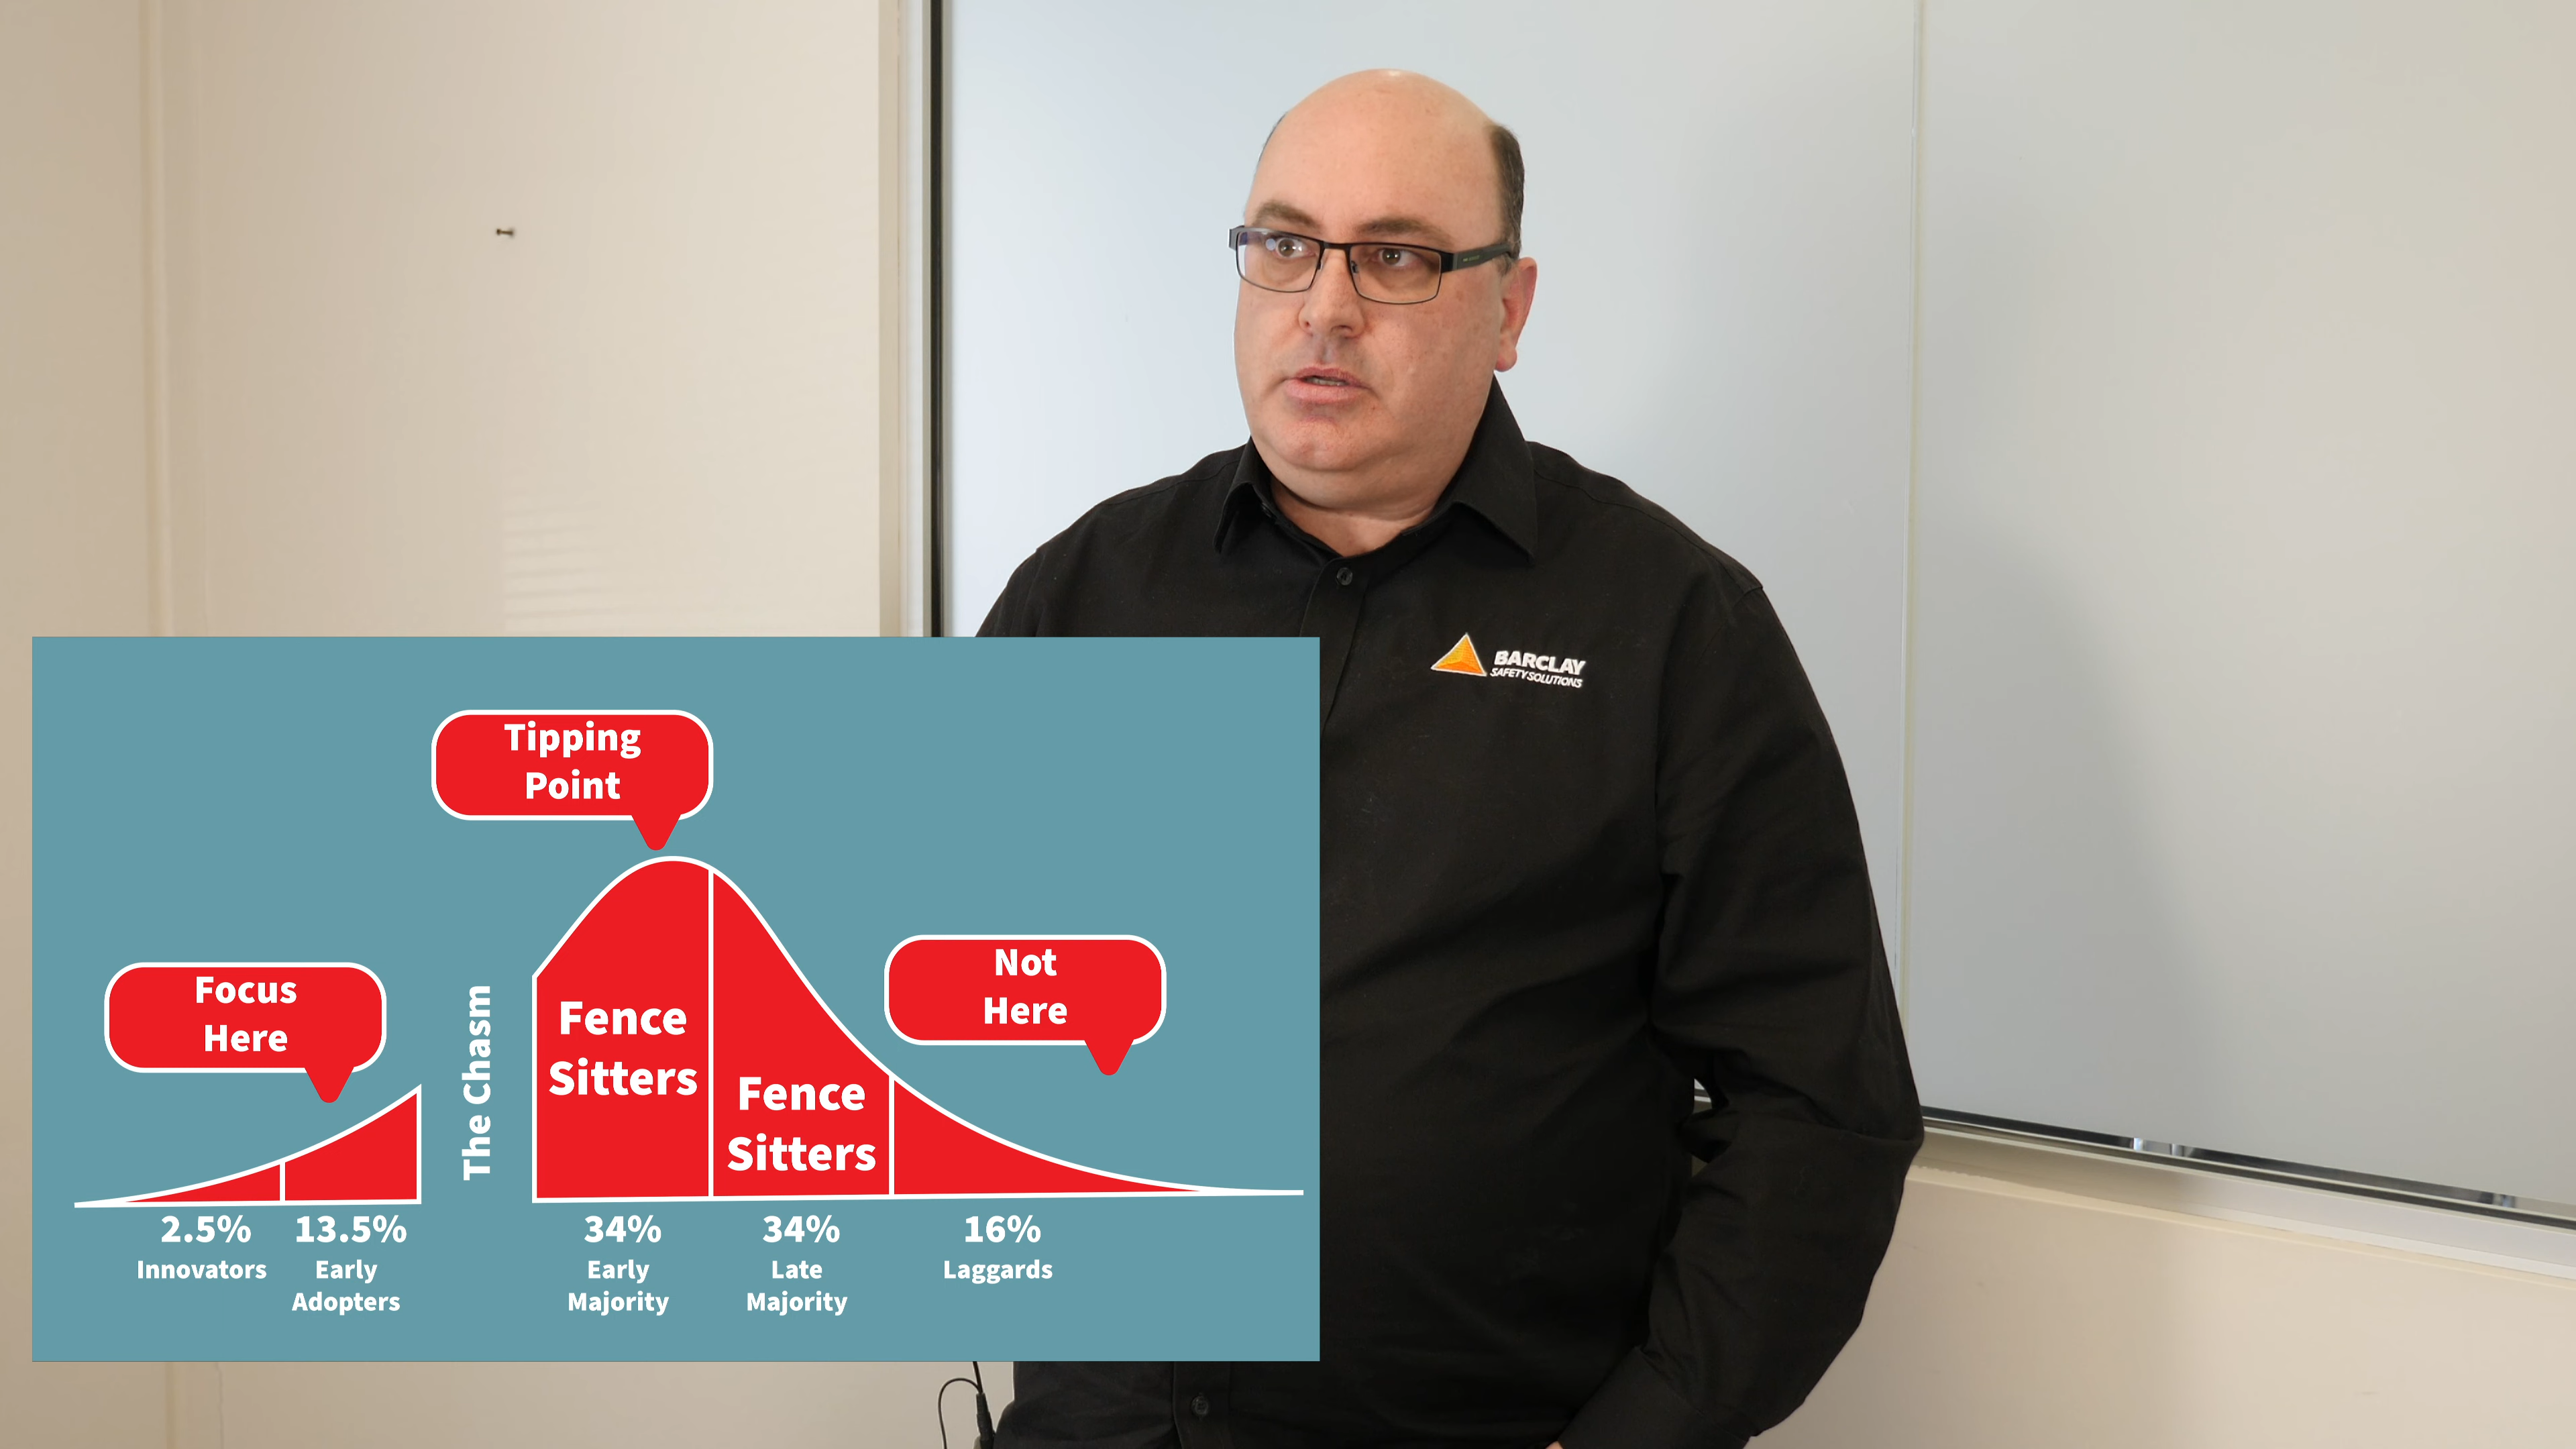 BARCLAY
SAFETY SOLUTIONS
Tipping
Point
Focus
Here
Not
Here
The Chasm
Fence
Sitters
Fence
Sitters
2.5%
Innovators
13.5%
Early
Adopters
34%
Early
Majority
34%
Late
Majority
16%
Laggards